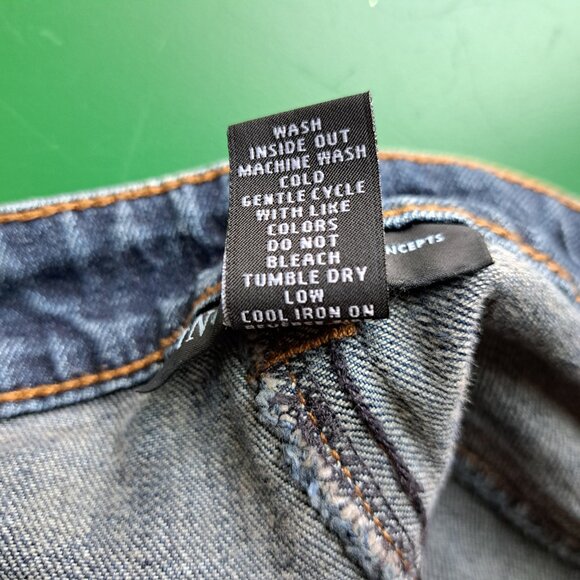 WASH
INSIDE OUT
MACHINE WASH
COLD
GENTLE CYCLE
WITH LIKE
COLORS
DO NOT
BLEACH
TUMBLE DRY
LOW
COOL IRON ON
NCEPTS